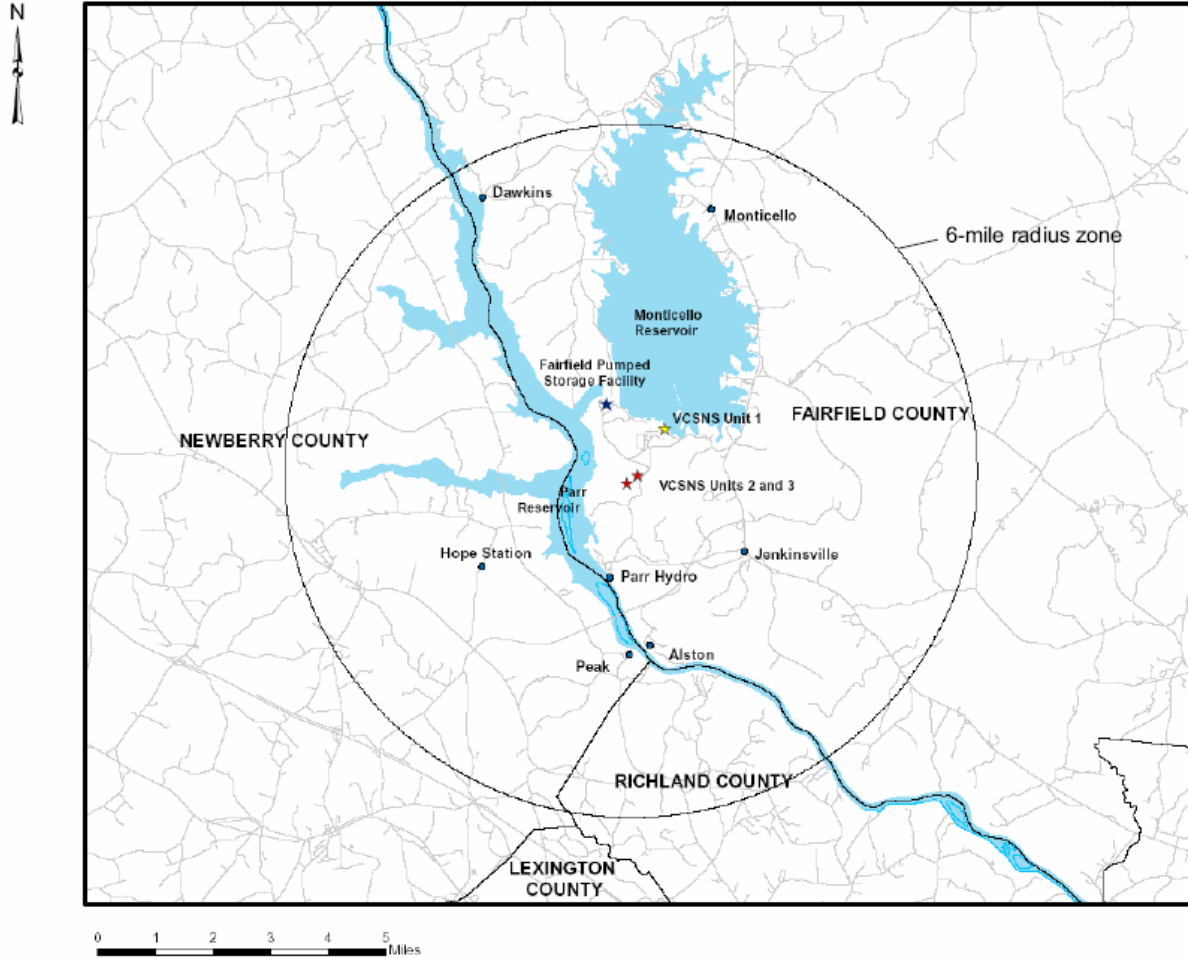 N
Dawkins
Monticello
6-mile radius zone
Monticello
Reservoir
Fairfield Pumped
Storage Facility
VCSNS Unit 1
FAIRFIELD COUNTY
NEWBERRY COUNTY
VCSNS Units 2 and 3
Parr
Reservoir
Hope Station
Jenkinsville
Parr Hydro
Alston
Peak
RICHLAND COUNTY
LEXINGTON
COUNTY
0 1 2 3 4 5
Miles